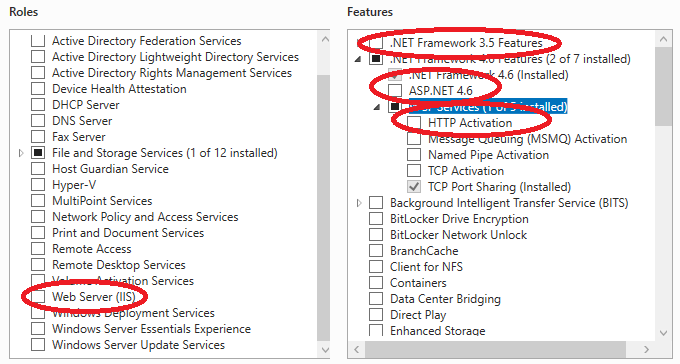 Roles
Active Directory Federation Services
Active Directory Lightweight Directory Services
Active Directory Rights Management Services
Device Health Attestation
DHCP Server
DNS Server
Fax Server
File and Storage Services (1 of 12 installed)
Host Guardian Service
Hyper-V
MultiPoint Services
Network Policy and Access Services
Print and Document Services
Remote Access
Remote Desktop Services
Volume Activation Services
Web Server (IIS)
Windows Deployment Services
Windows Server Essentials Experience
Windows Server Update Services
Features
.NET Framework 3.5 Features
.NET Framework 4.6 Features (2 of 7 installed)
.NET Framework 4.6 (Installed)
ASP.NET 4.6
Services (1 of 5 installed)
HTTP Activation
Message Queuing (MSMQ) Activation
Named Pipe Activation
TCP Activation
TCP Port Sharing (Installed)
Background Intelligent Transfer Service (BITS)
BitLocker Drive Encryption
BitLocker Network Unlock
BranchCache
Client for NFS
Containers
Data Center Bridging
Direct Play
Enhanced Storage